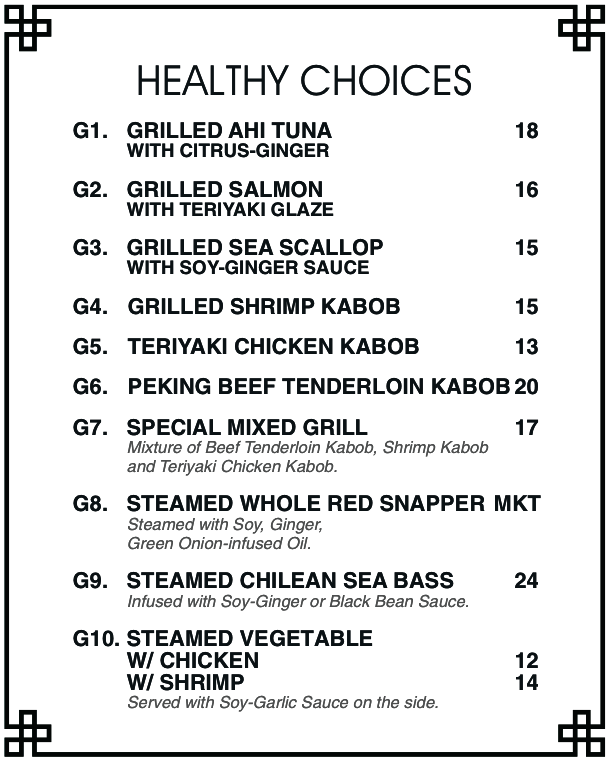 HEALTHY CHOICES
G1. GRILLED AHI TUNA 18
WITH CITRUS-GINGER
G2. GRILLED SALMON 16
WITH TERIYAKI GLAZE
G3. GRILLED SEA SCALLOP 15
WITH SOY-GINGER SAUCE
G4. GRILLED SHRIMP KABOB 15
G5. TERIYAKI CHICKEN KABOB 13
G6. PEKING BEEF TENDERLOIN KABOB 20
G7. SPECIAL MIXED GRILL 17
Mixture of Beef Tenderloin Kabob, Shrimp Kabob
and Teriyaki Chicken Kabob.
G8. STEAMED WHOLE RED SNAPPER MKT
Steamed with Soy, Ginger,
Green Onion-infused Oil.
G9. STEAMED CHILEAN SEA BASS 24
Infused with Soy-Ginger or Black Bean Sauce.
G10. STEAMED VEGETABLE
W/ CHICKEN 12
W/ SHRIMP 14
Served with Soy-Garlic Sauce on the side.